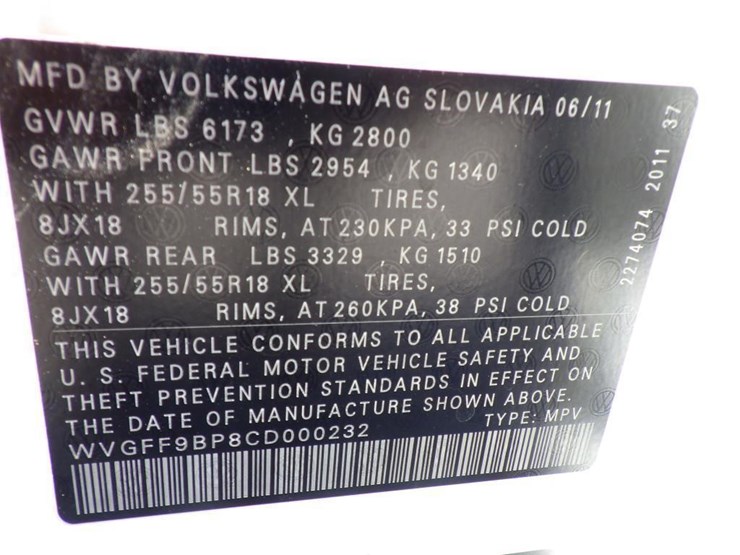 MFD BY VOLKSWAGEN AG SLOVAKIA 06/11
GVWR LBS 6173 , KG 2800
GAWR FRONT LBS 2954 , KG 1340
WITH 255/55R18 XL TIRES,
8JX18 RIMS, AT 230KPA, 33 PSI COLD
GAWR REAR LBS 3329 , KG 1510
WITH 255/55R18 XL TIRES,
8JX18 RIMS, AT 260KPA, 38 PSI COLD
THIS VEHICLE CONFORMS TO ALL APPLICABLE
U. S. FEDERAL MOTOR VEHICLE SAFETY AND
THEFT PREVENTION STANDARDS IN EFFECT ON
THE DATE OF MANUFACTURE SHOWN ABOVE.
WVGFF9BP8CD000232 TYPE: MPV
2274074 2011 37